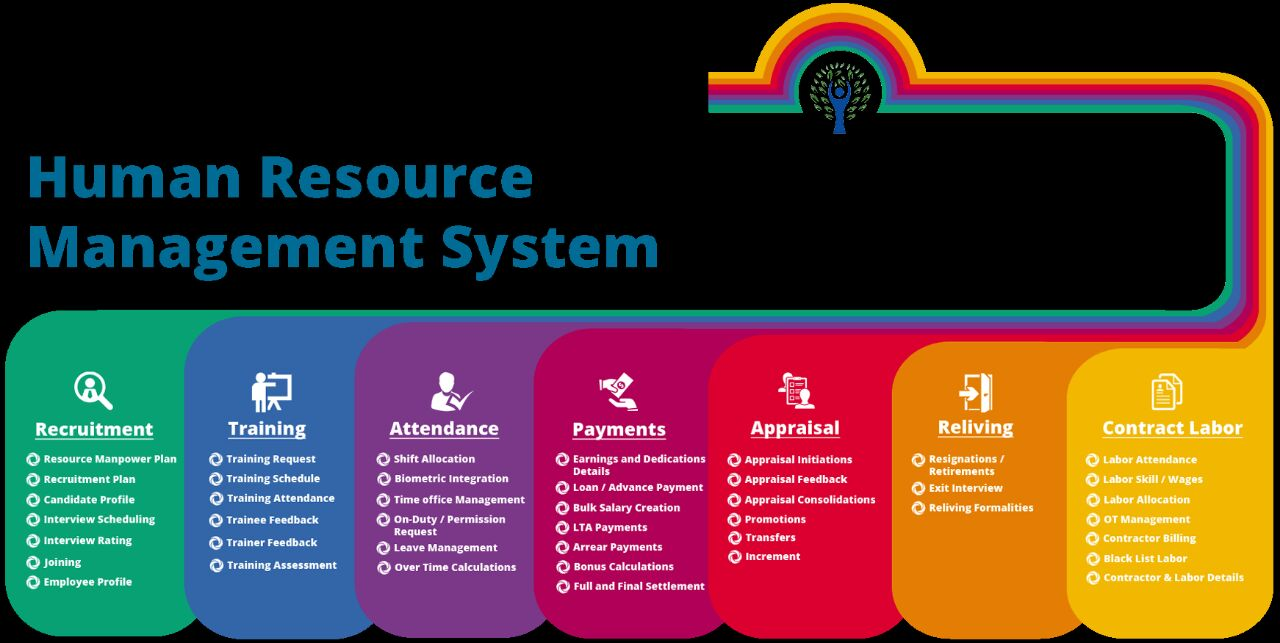 Human Resource
Management System
Recruitment
Resource Manpower Plan
Recruitment Plan
Candidate Profile
Interview Scheduling
Interview Rating
Joining
Employee Profile
Training
Training Request
Training Schedule
Training Attendance
Trainee Feedback
Trainer Feedback
Training Assessment
Attendance
Shift Allocation
Biometric Integration
Time office Management
On-Duty / Permission
Request
Leave Management
Over Time Calculations
Payments
Earnings and Dedications
Details
Loan / Advance Payment
Bulk Salary Creation
LTA Payments
Arrear Payments
Bonus Calculations
Full and Final Settlement
Appraisal
Appraisal Initiations
Appraisal Feedback
Appraisal Consolidations
Promotions
Transfers
Increment
Reliving
Resignations /
Retirements
Exit Interview
Reliving Formalities
Contract Labor
Labor Attendance
Labor Skill / Wages
Labor Allocation
OT Management
Contractor Billing
Black List Labor
Contractor & Labor Details